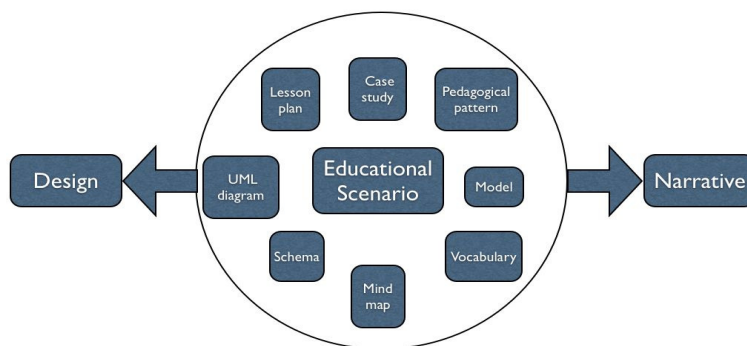 Lesson
plan
Case
study
Pedagogical
pattern
Design
UML
diagram
Educational
Scenario
Model
Narrative
Schema
Mind
map
Vocabulary